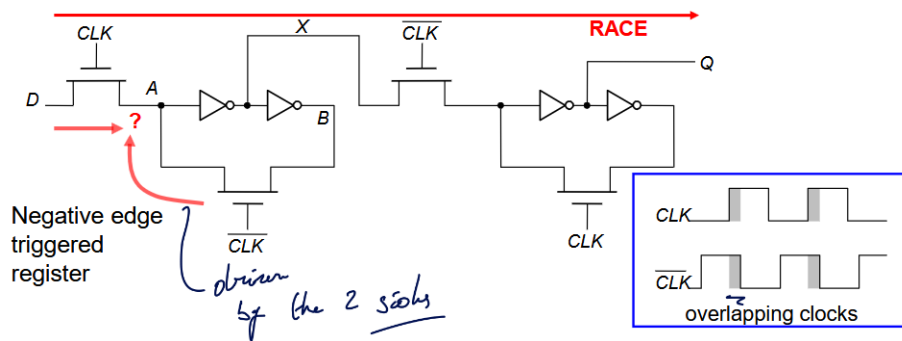 RACE
CLK
X
CLK
Q
D
A
?
B
Negative edge
triggered
register
CLK
CLK
driven
by the 2 sides
CLK
CLK
overlapping clocks